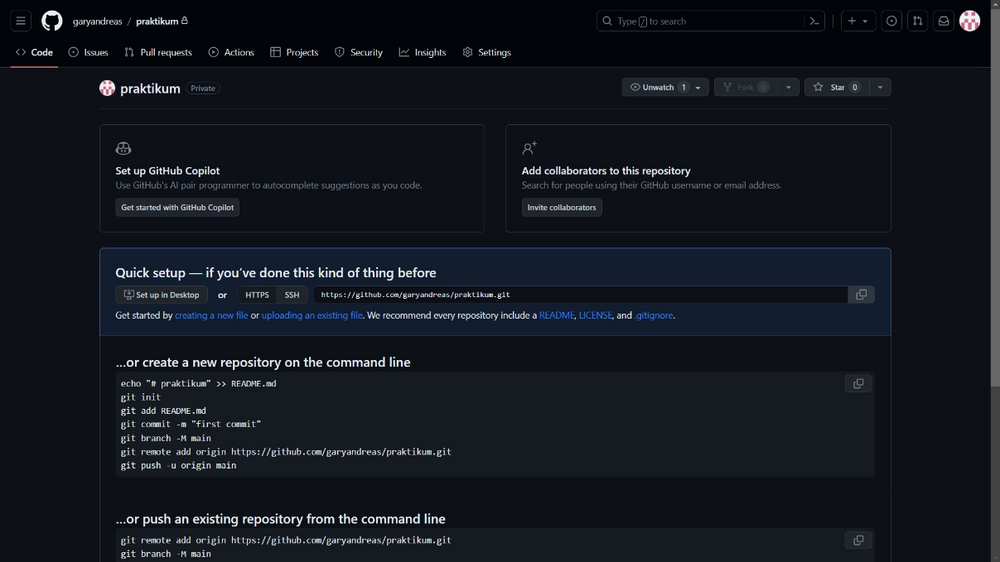 garyandreas / praktikum
Type / to search
Code Issues Pull requests Actions Projects Security Insights Settings
praktikum Private
Unwatch 1 Fork 0 Star 0
Set up GitHub Copilot
Use GitHub's AI pair programmer to autocomplete suggestions as you code.
Get started with GitHub Copilot
Add collaborators to this repository
Search for people using their GitHub username or email address.
Invite collaborators
Quick setup — if you’ve done this kind of thing before
Set up in Desktop or HTTPS SSH https://github.com/garyandreas/praktikum.git
Get started by creating a new file or uploading an existing file. We recommend every repository include a README, LICENSE, and .gitignore.
…or create a new repository on the command line
echo "# praktikum" >> README.md
git init
git add README.md
git commit -m "first commit"
git branch -M main
git remote add origin https://github.com/garyandreas/praktikum.git
git push -u origin main
…or push an existing repository from the command line
git remote add origin https://github.com/garyandreas/praktikum.git
git branch -M main